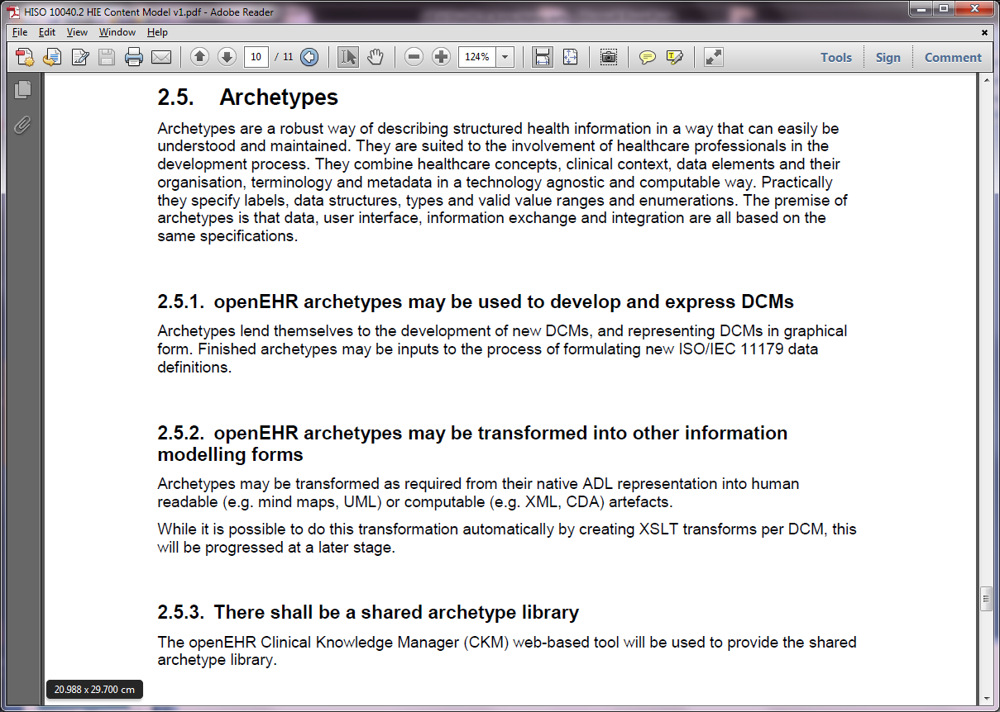 HISO 10040.2 HIE Content Model v1.pdf - Adobe Reader
File Edit View Window Help
10 / 11 124% Tools Sign Comment
2.5. Archetypes
Archetypes are a robust way of describing structured health information in a way that can easily be
understood and maintained. They are suited to the involvement of healthcare professionals in the
development process. They combine healthcare concepts, clinical context, data elements and their
organisation, terminology and metadata in a technology agnostic and computable way. Practically
they specify labels, data structures, types and valid value ranges and enumerations. The premise of
archetypes is that data, user interface, information exchange and integration are all based on the
same specifications.
2.5.1. openEHR archetypes may be used to develop and express DCMs
Archetypes lend themselves to the development of new DCMs, and representing DCMs in graphical
form. Finished archetypes may be inputs to the process of formulating new ISO/IEC 11179 data
definitions.
2.5.2. openEHR archetypes may be transformed into other information
modelling forms
Archetypes may be transformed as required from their native ADL representation into human
readable (e.g. mind maps, UML) or computable (e.g. XML, CDA) artefacts.
While it is possible to do this transformation automatically by creating XSLT transforms per DCM, this
will be progressed at a later stage.
2.5.3. There shall be a shared archetype library
The openEHR Clinical Knowledge Manager (CKM) web-based tool will be used to provide the shared
archetype library.
20.988 x 29.700 cm